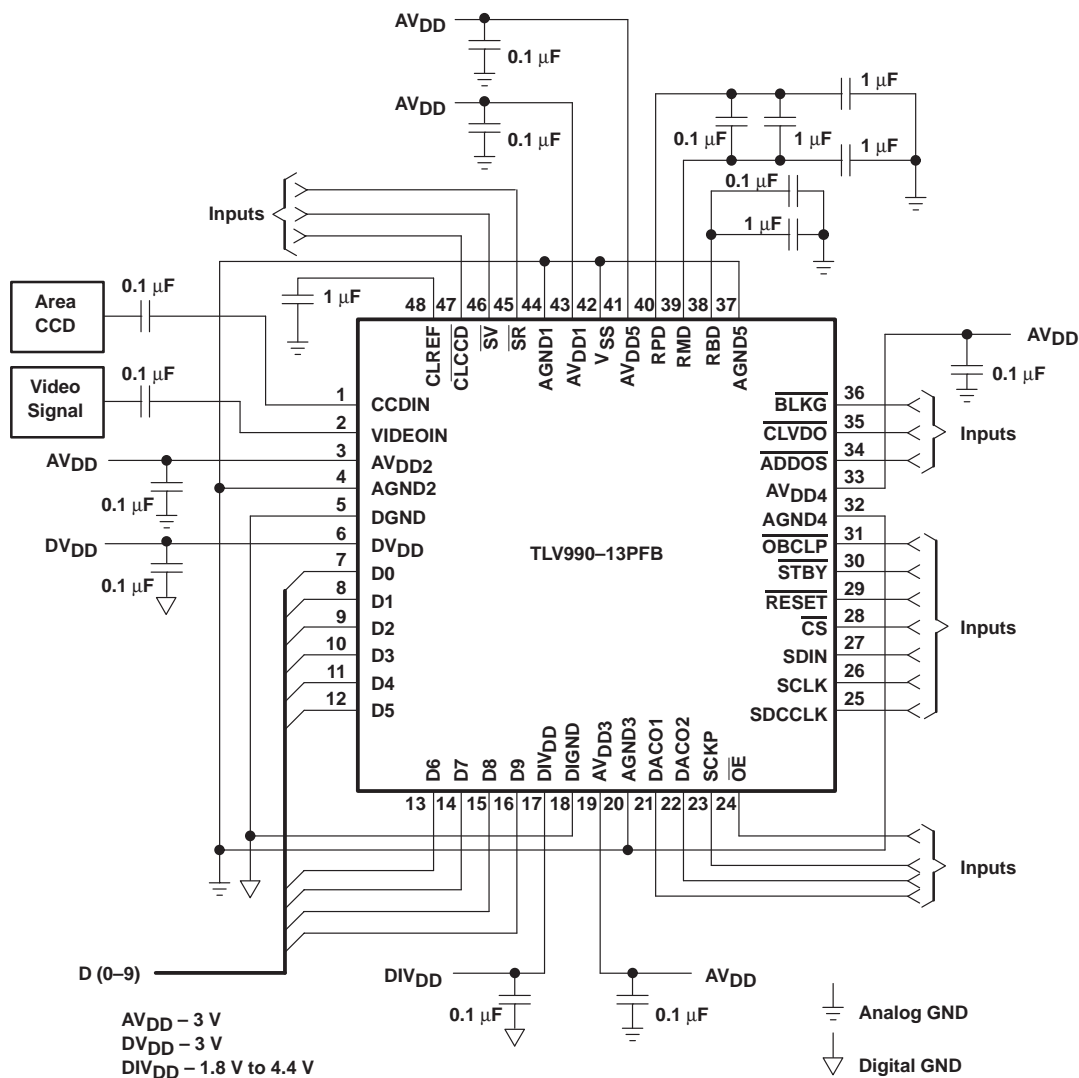 AVDD
0.1 μF
AVDD
0.1 μF
1 μF
0.1 μF
1 μF
1 μF
0.1 μF
1 μF
Inputs
1 μF
Area
CCD
0.1 μF
Video
Signal
0.1 μF
AVDD
0.1 μF
DVDD
0.1 μF
48 47 46 45 44 43 42 41 40 39 38 37
CLREF
CLCCD
SV
SR
AGND1
AVDD1
VSS
AVDD5
RPD
RMD
RBD
AGND5
AVDD
0.1 μF
1 CCDIN
2 VIDEOIN
3 AVDD2
4 AGND2
5 DGND
6 DVDD
7 D0
8 D1
9 D2
10 D3
11 D4
12 D5
TLV990–13PFB
BLKG 36
CLVDO 35
ADDOS 34
AVDD4 33
AGND4 32
OBCLP 31
STBY 30
RESET 29
CS 28
SDIN 27
SCLK 26
SDCCLK 25
Inputs
Inputs
D6
D7
D8
D9
DIVDD
DIGND
AVDD3
AGND3
DACO1
DACO2
SCKP
OE
13 14 15 16 17 18 19 20 21 22 23 24
Inputs
D (0–9)
DIVDD
0.1 μF
0.1 μF
AVDD
AVDD – 3 V
DVDD – 3 V
DIVDD – 1.8 V to 4.4 V
Analog GND
Digital GND